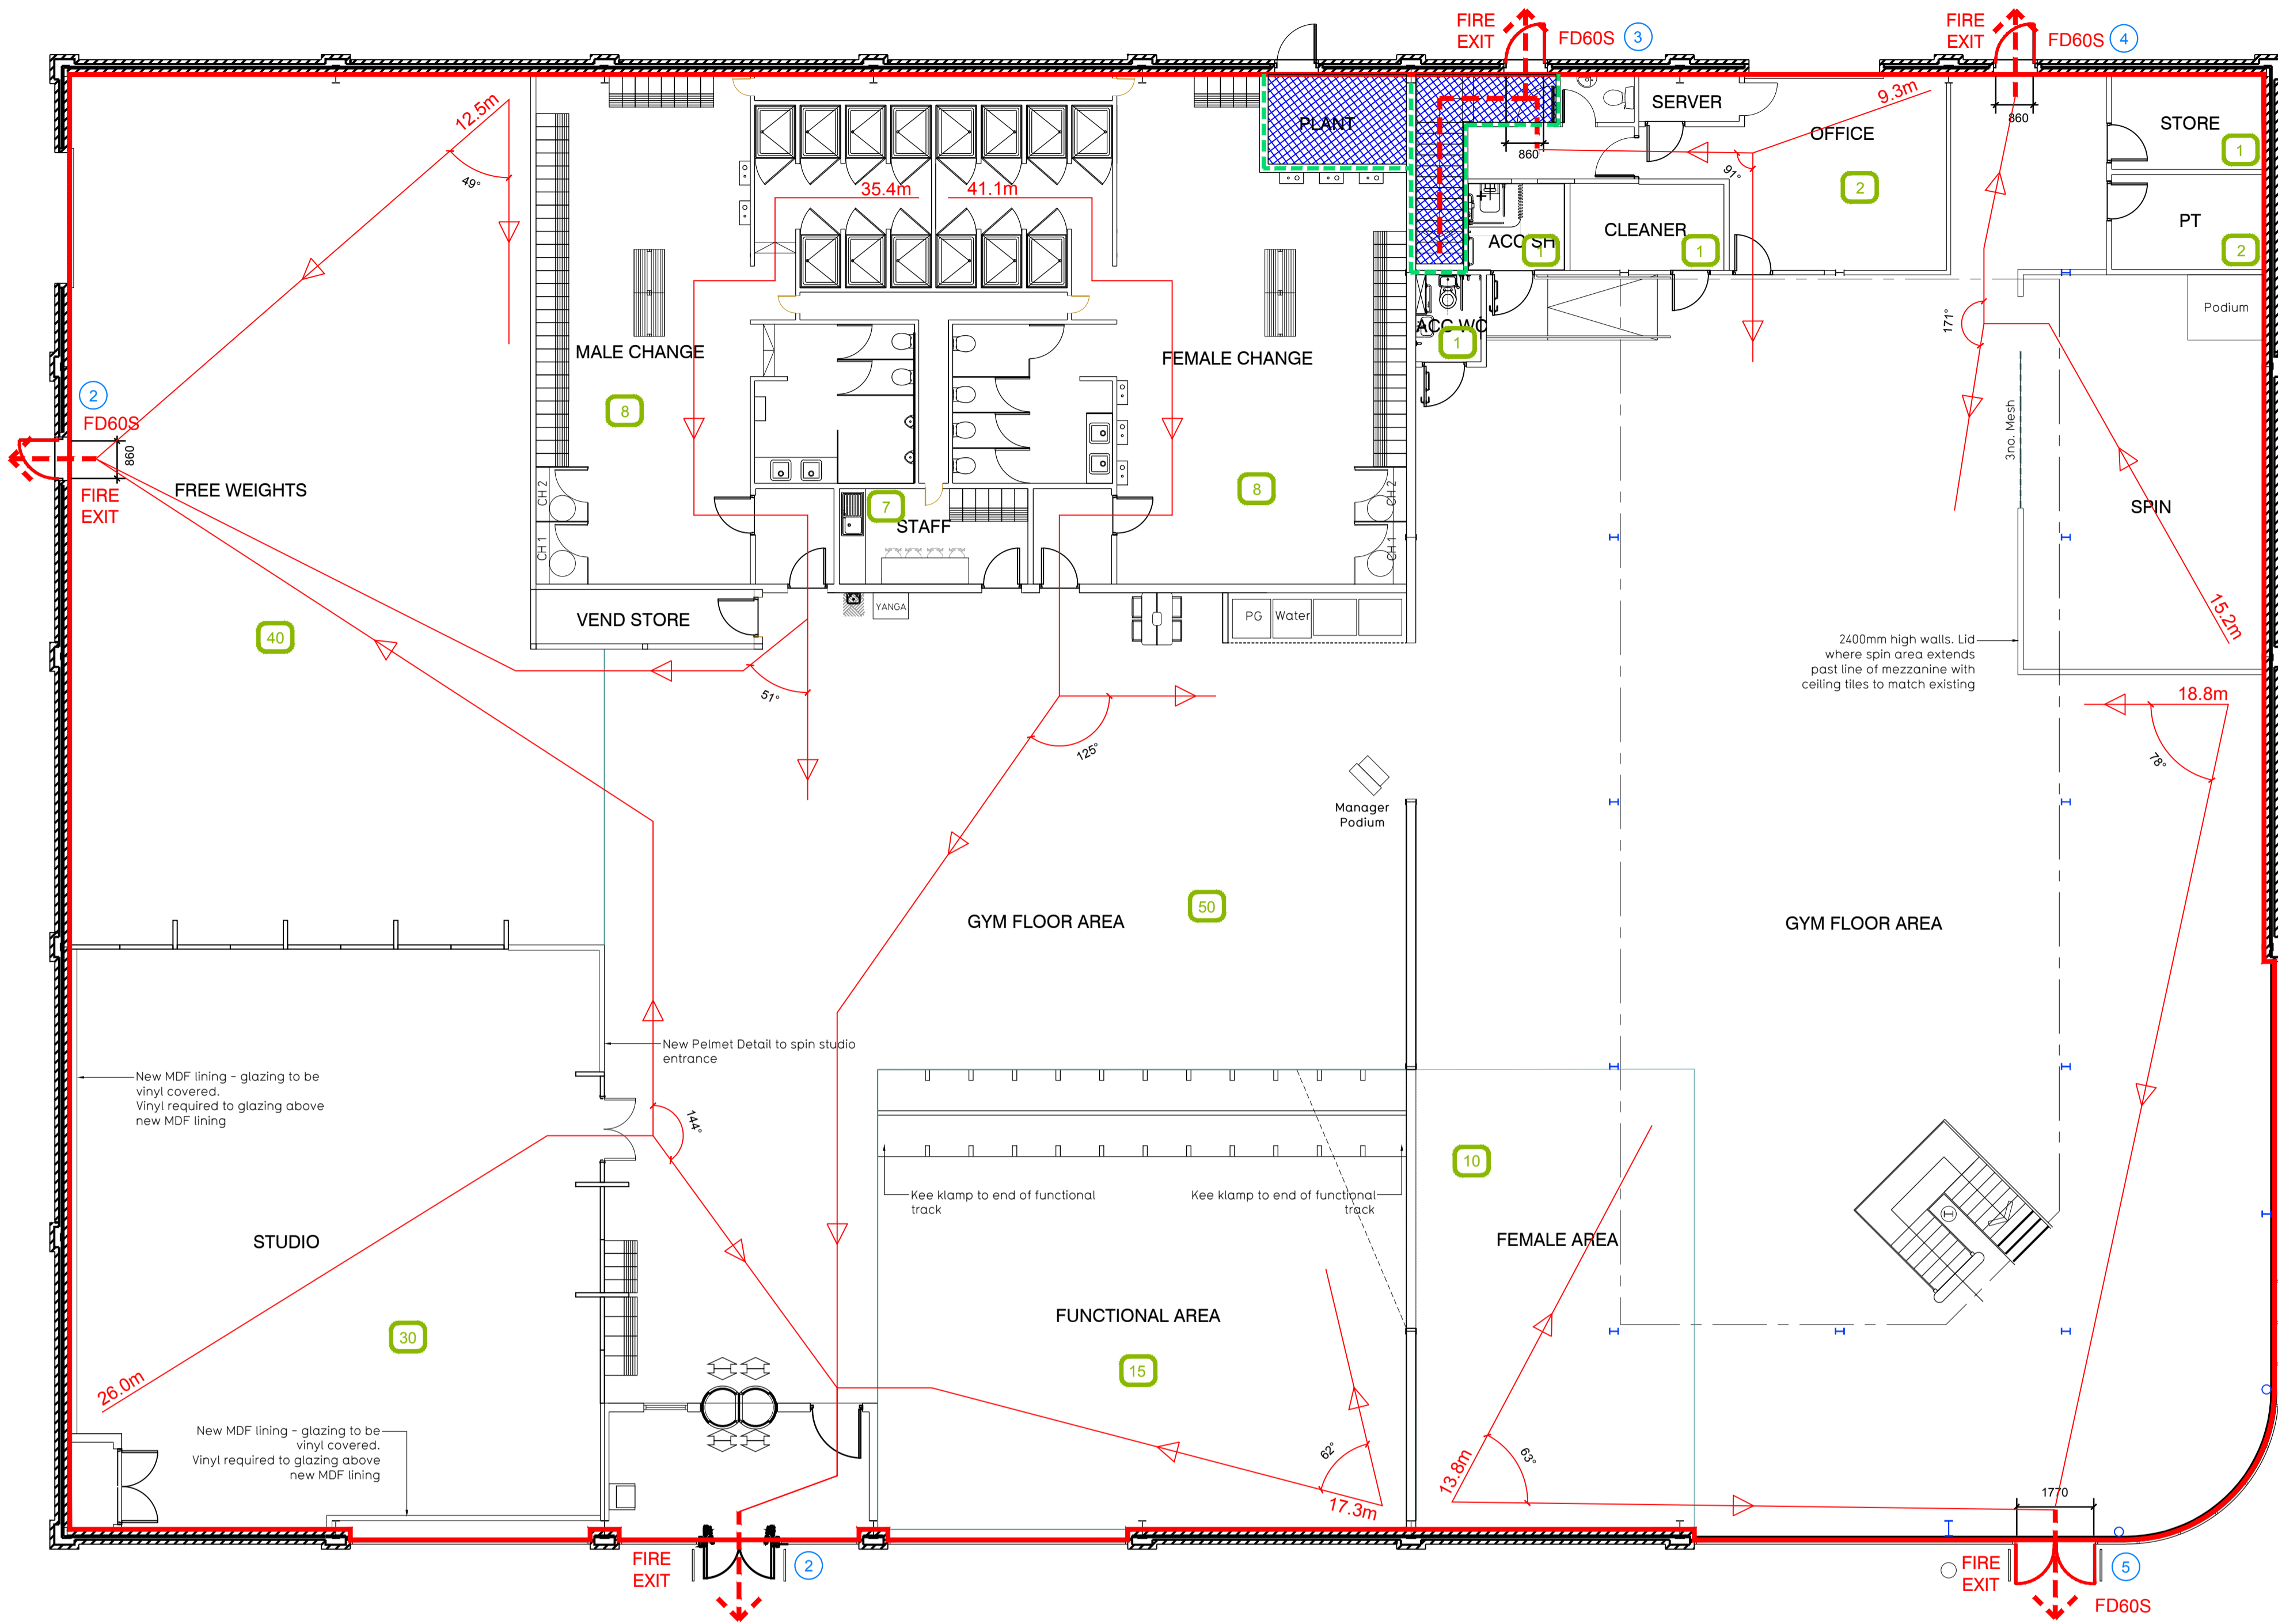 FIRE
EXIT
FD60S
3
FIRE
EXIT
FD60S
4
12.5m
49°
PLANT
860
SERVER
OFFICE
9.3m
91°
2
860
STORE
1
PT
2
35.4m
41.1m
ACC SH
1
CLEANER
1
ACC WC
1
171°
Podium
MALE CHANGE
8
FEMALE CHANGE
8
2
FD60S
860
FIRE
EXIT
FREE WEIGHTS
40
CH 2
CH 1
7
STAFF
CH 2
CH 1
3no. Mesh
SPIN
15.2m
VEND STORE
YANGA
PG
Water
51°
125°
2400mm high walls. Lid
where spin area extends
past line of mezzanine with
ceiling tiles to match existing
18.8m
78°
Manager
Podium
GYM FLOOR AREA
50
GYM FLOOR AREA
New Pelmet Detail to spin studio
entrance
New MDF lining - glazing to be
vinyl covered.
Vinyl required to glazing above
new MDF lining
144°
Kee klamp to end of functional
track
Kee klamp to end of functional
track
10
FEMALE AREA
STUDIO
30
26.0m
FUNCTIONAL AREA
15
62°
17.3m
13.8m
63°
New MDF lining - glazing to be
vinyl covered.
Vinyl required to glazing above
new MDF lining
1770
FIRE
EXIT
2
FIRE
EXIT
5
FD60S